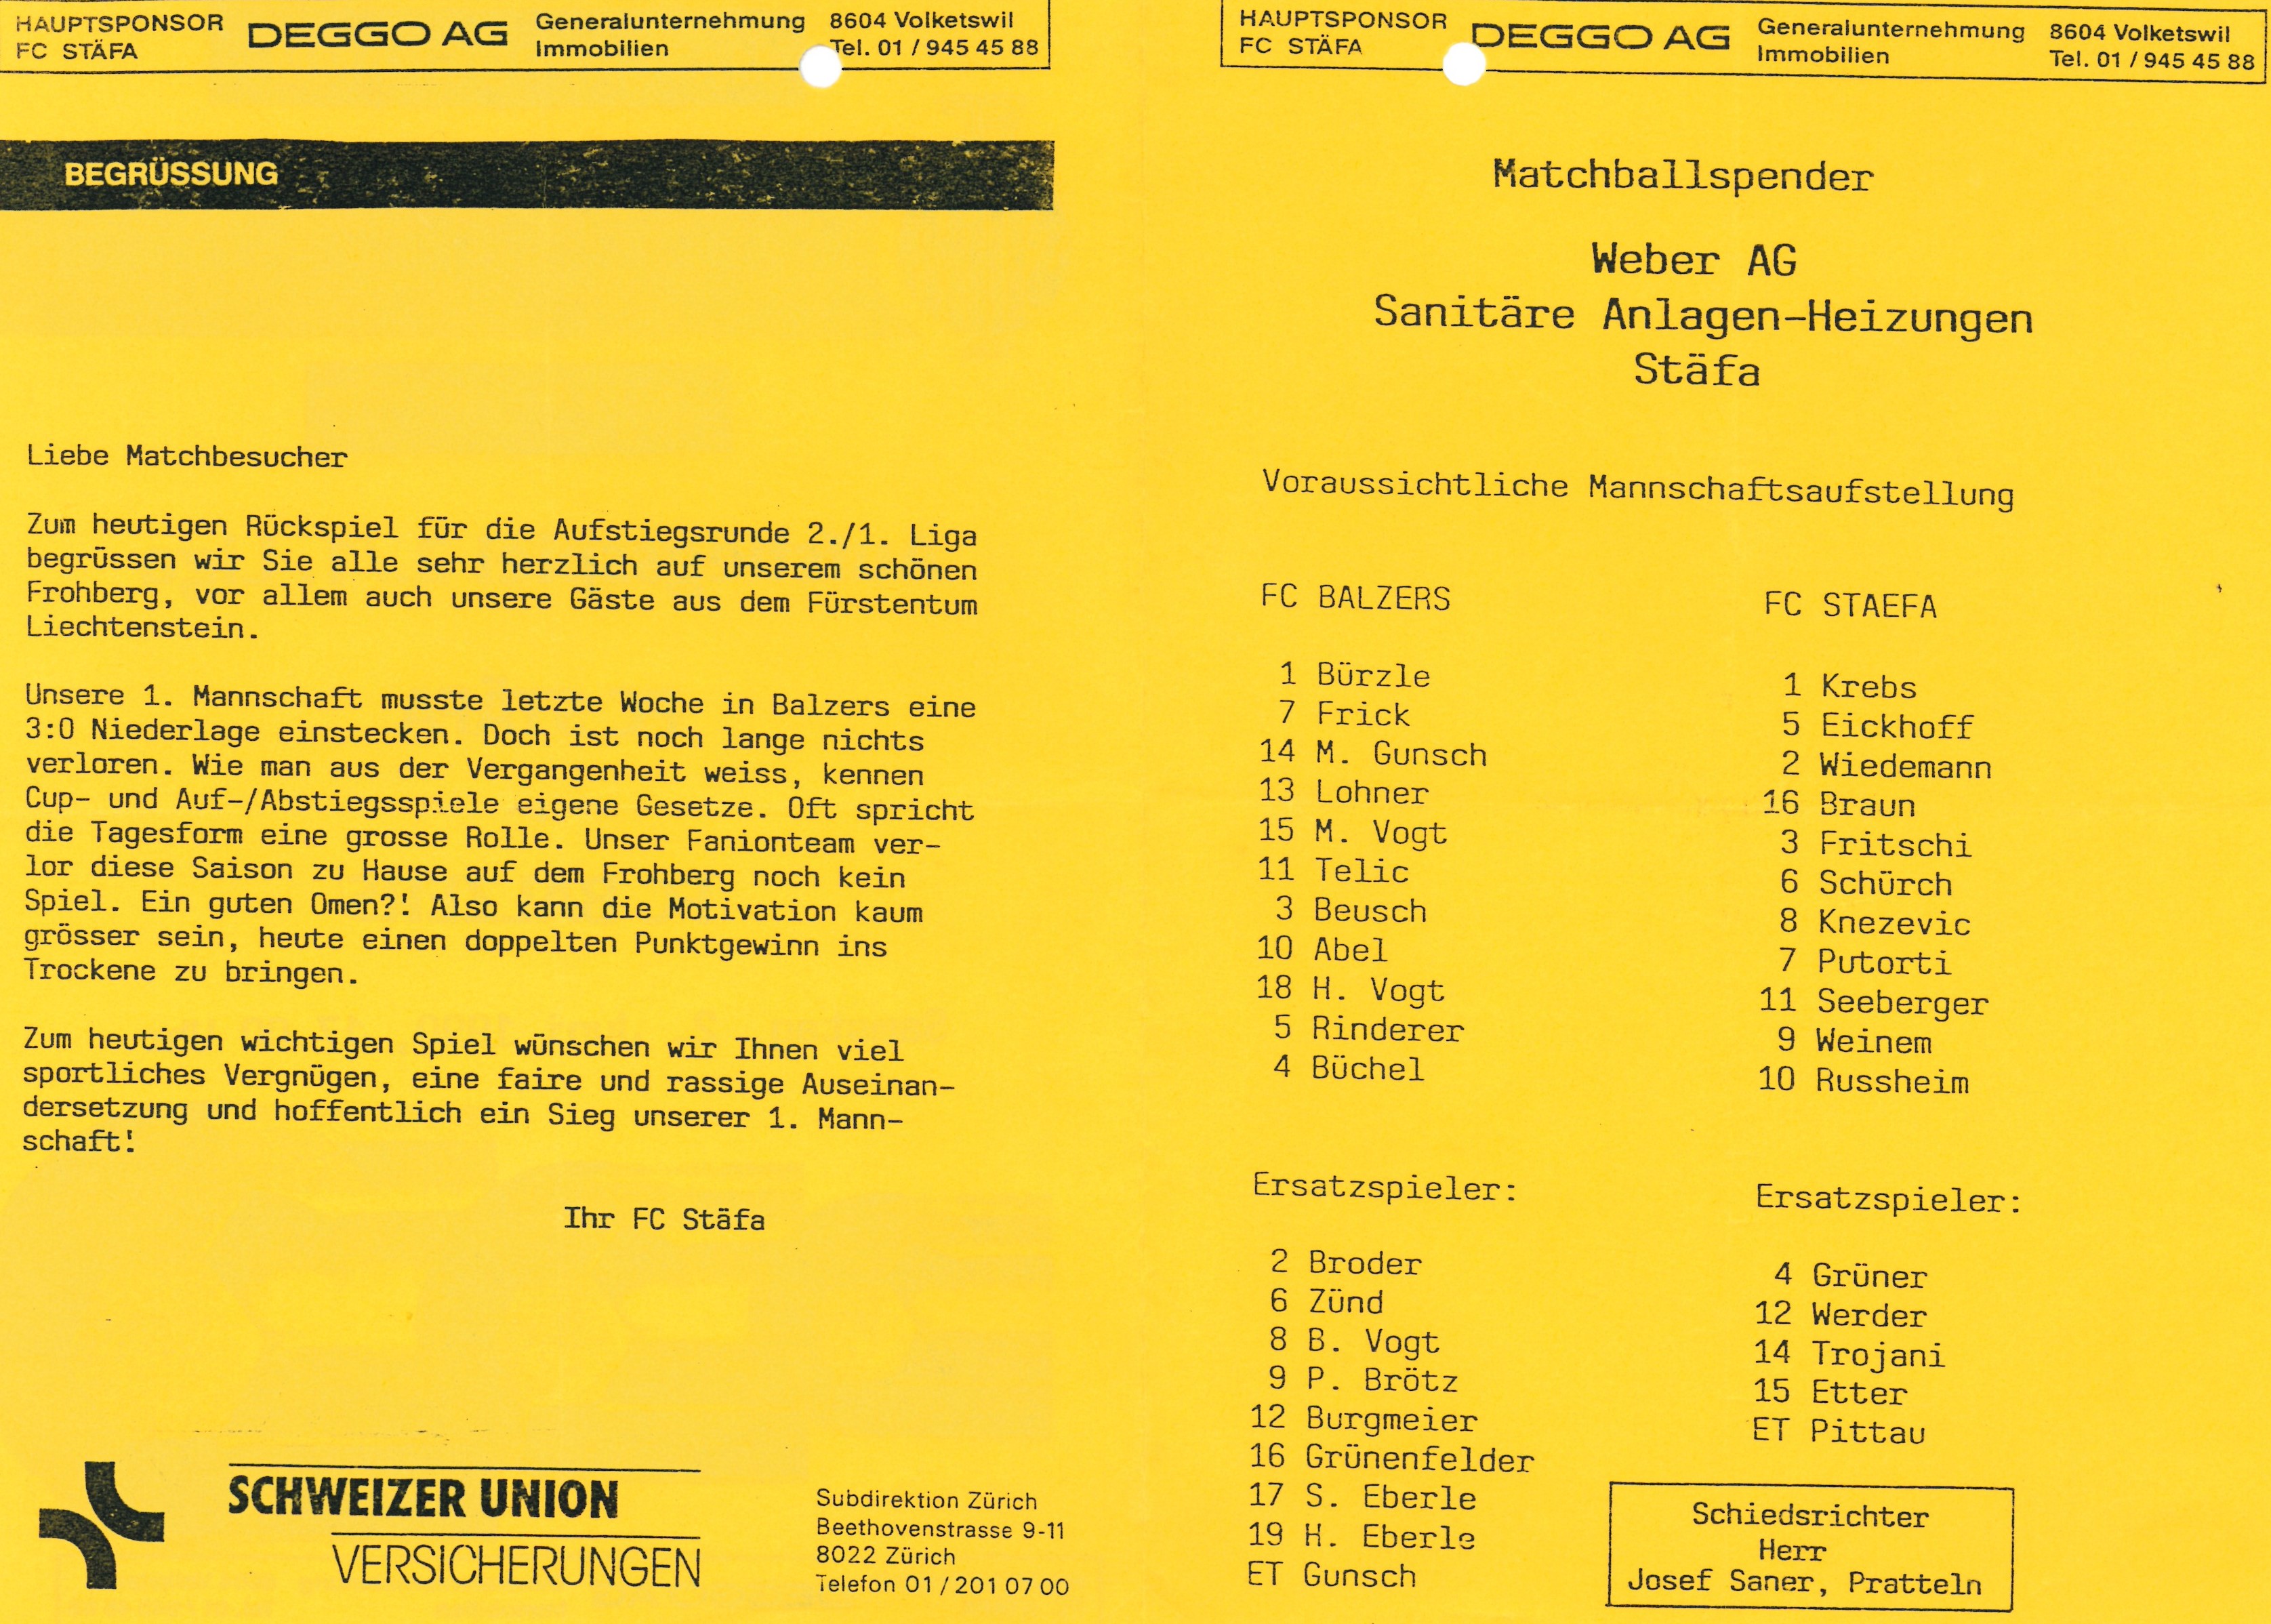 HAUPTSPONSOR
FC STÄFA
DEGGO AG
Generalunternehmung
Immobilien
8604 Volketswil
Tel. 01 / 945 45 88
BEGRÜSSUNG
Liebe Matchbesucher
Zum heutigen Rückspiel für die Aufstiegsrunde 2./1. Liga
begrüssen wir Sie alle sehr herzlich auf unserem schönen
Frohberg, vor allem auch unsere Gäste aus dem Fürstentum
Liechtenstein.
Unsere 1. Mannschaft musste letzte Woche in Balzers eine
3:0 Niederlage einstecken. Doch ist noch lange nichts
verloren. Wie man aus der Vergangenheit weiss, kennen
Cup- und Auf-/Abstiegsspiele eigene Gesetze. Oft spricht
die Tagesform eine grosse Rolle. Unser Fanionteam ver-
lor diese Saison zu Hause auf dem Frohberg noch kein
Spiel. Ein guten Omen?! Also kann die Motivation kaum
grösser sein, heute einen doppelten Punktgewinn ins
Trockene zu bringen.
Zum heutigen wichtigen Spiel wünschen wir Ihnen viel
sportliches Vergnügen, eine faire und rassige Auseinan-
dersetzung und hoffentlich ein Sieg unserer 1. Mann-
schaft!
Ihr FC Stäfa
SCHWEIZER UNION
VERSICHERUNGEN
Subdirektion Zürich
Beethovenstrasse 9-11
8022 Zürich
Telefon 01 / 201 07 00
HAUPTSPONSOR
FC STÄFA
DEGGO AG
Generalunternehmung
Immobilien
8604 Volketswil
Tel. 01 / 945 45 88
Matchballspender
Weber AG
Sanitäre Anlagen-Heizungen
Stäfa
Voraussichtliche Mannschaftsaufstellung
FC BALZERS
1 Bürzle
7 Frick
14 M. Gunsch
13 Lohner
15 M. Vogt
11 Telic
3 Beusch
10 Abel
18 H. Vogt
5 Rinderer
4 Büchel
Ersatzspieler:
2 Broder
6 Zünd
8 B. Vogt
9 P. Brötz
12 Burgmeier
16 Grünenfelder
17 S. Eberle
19 H. Eberle
ET Gunsch
FC STAEFA
1 Krebs
5 Eickhoff
2 Wiedemann
16 Braun
3 Fritschi
6 Schürch
8 Knezevic
7 Putorti
11 Seeberger
9 Weinem
10 Russheim
Ersatzspieler:
4 Grüner
12 Werder
14 Trojani
15 Etter
ET Pittau
Schiedsrichter
Herr
Josef Saner, Pratteln